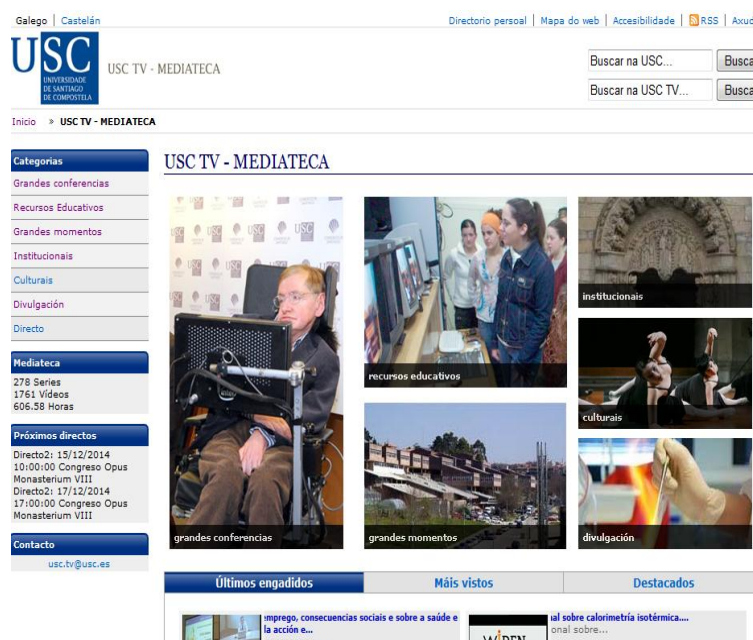 Galego | Castelán
Directorio persoal | Mapa do web | Accesibilidade | RSS | Axud
USC
UNIVERSIDADE
DE SANTIAGO
DE COMPOSTELA
USC TV - MEDIATECA
Buscar na USC... Busca
Buscar na USC TV... Busca
Inicio » USC TV - MEDIATECA
Categorias
Grandes conferencias
Recursos Educativos
Grandes momentos
Institucionais
Culturais
Divulgación
Directo
Mediateca
278 Series
1761 Vídeos
606.58 Horas
Próximos directos
Directo2: 15/12/2014
10:00:00 Congreso Opus
Monasterium VIII
Directo2: 17/12/2014
17:00:00 Congreso Opus
Monasterium VIII
Contacto
usc.tv@usc.es
USC TV - MEDIATECA
USC
grandes conferencias
recursos educativos
grandes momentos
institucionais
culturais
divulgación
Últimos engadidos
Máis vistos
Destacados
emprego, consecuencias sociais e sobre a saúde e
la acción e...
al sobre calorimetría isotérmica....
onal sobre...